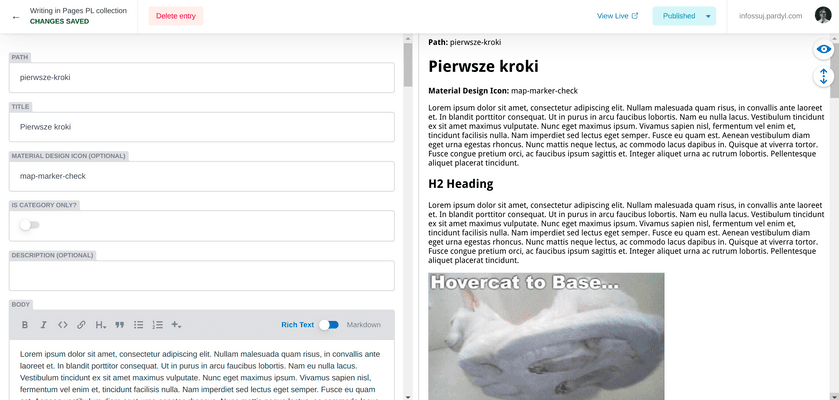 Writing in Pages PL collection
CHANGES SAVED
Delete entry
View Live
Published
infossuj.pardyl.com
PATH
pierwsze-kroki
TITLE
Pierwsze kroki
MATERIAL DESIGN ICON (OPTIONAL)
map-marker-check
IS CATEGORY ONLY?
DESCRIPTION (OPTIONAL)
BODY
B I H
Rich Text Markdown
Lorem ipsum dolor sit amet, consectetur adipiscing elit. Nullam malesuada quam risus, in convallis ante
laoreet et. In blandit porttitor consequat. Ut in purus in arcu faucibus lobortis. Nam eu nulla lacus.
Vestibulum tincidunt ex sit amet maximus vulputate. Nunc eget maximus ipsum. Vivamus sapien nisl,
fermentum vel enim et, tincidunt facilisis nulla. Nam imperdiet sed lectus eget semper. Fusce eu quam
Path: pierwsze-kroki
Pierwsze kroki
Material Design Icon: map-marker-check
Lorem ipsum dolor sit amet, consectetur adipiscing elit. Nullam malesuada quam risus, in convallis ante laoreet
et. In blandit porttitor consequat. Ut in purus in arcu faucibus lobortis. Nam eu nulla lacus. Vestibulum tincidunt
ex sit amet maximus vulputate. Nunc eget maximus ipsum. Vivamus sapien nisl, fermentum vel enim et,
tincidunt facilisis nulla. Nam imperdiet sed lectus eget semper. Fusce eu quam est. Aenean vestibulum diam
eget urna egestas rhoncus. Nunc mattis neque lectus, ac commodo lacus dapibus in. Quisque at viverra tortor.
Fusce congue pretium orci, ac faucibus ipsum sagittis et. Integer aliquet urna ac rutrum lobortis. Pellentesque
aliquet placerat tincidunt.
H2 Heading
Lorem ipsum dolor sit amet, consectetur adipiscing elit. Nullam malesuada quam risus, in convallis ante laoreet
et. In blandit porttitor consequat. Ut in purus in arcu faucibus lobortis. Nam eu nulla lacus. Vestibulum tincidunt
ex sit amet maximus vulputate. Nunc eget maximus ipsum. Vivamus sapien nisl, fermentum vel enim et,
tincidunt facilisis nulla. Nam imperdiet sed lectus eget semper. Fusce eu quam est. Aenean vestibulum diam
eget urna egestas rhoncus. Nunc mattis neque lectus, ac commodo lacus dapibus in. Quisque at viverra tortor.
Fusce congue pretium orci, ac faucibus ipsum sagittis et. Integer aliquet urna ac rutrum lobortis. Pellentesque
aliquet placerat tincidunt.
Hovercat to Base...